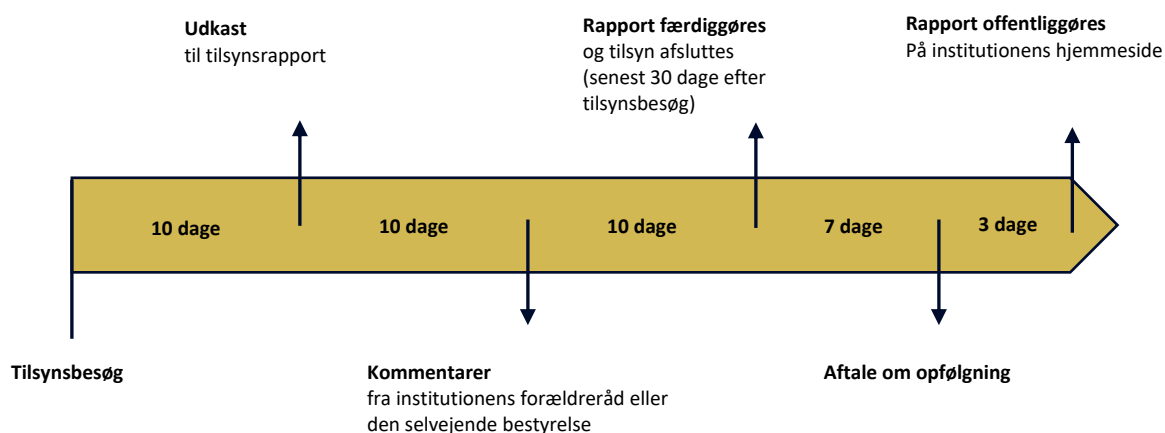 Udkast
til tilsynsrapport
Rapport færdiggøres
og tilsyn afsluttes
(senest 30 dage efter
tilsynsbesøg)
Rapport offentliggøres
På institutionens hjemmeside
10 dage
10 dage
10 dage
7 dage
3 dage
Tilsynsbesøg
Kommentarer
fra institutionens forældreråd eller
den selvejende bestyrelse
Aftale om opfølgning